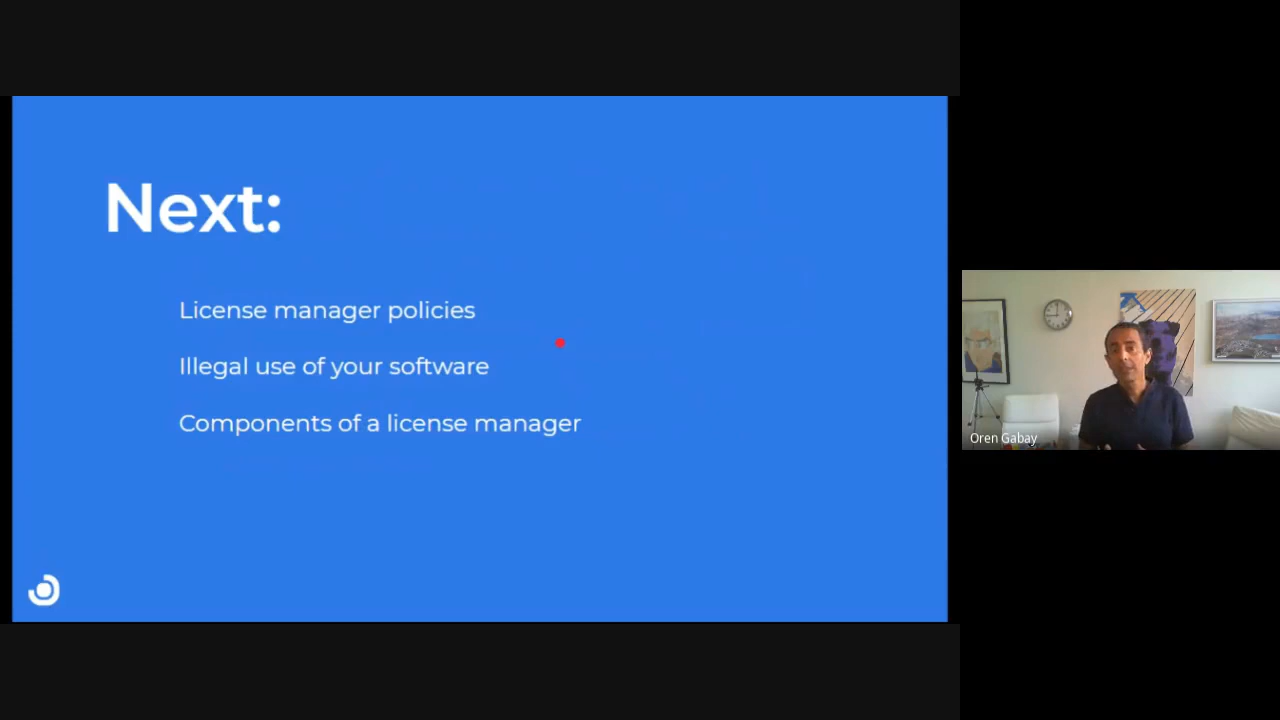 Next:
License manager policies
Illegal use of your software
Components of a license manager
Oren Gabay